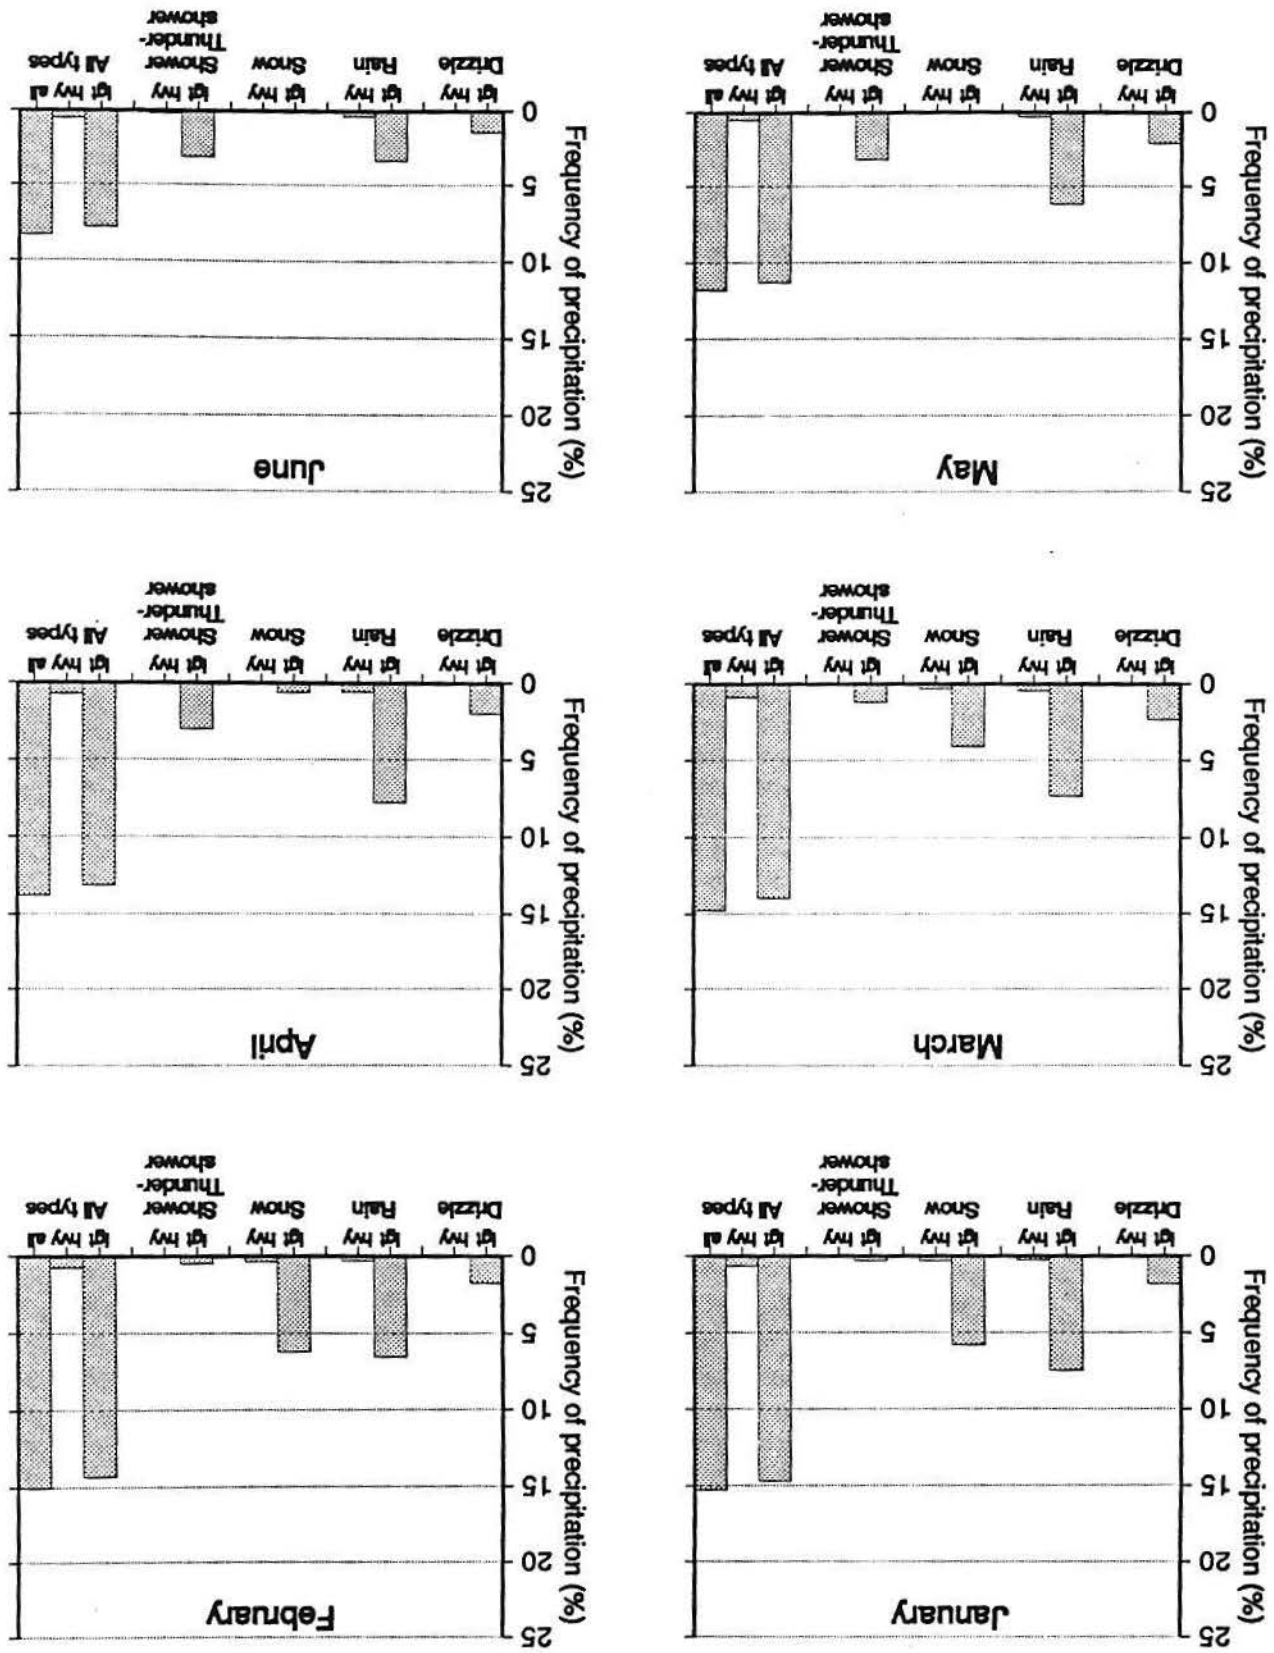 January
Frequency of precipitation (%)
25
20
15
10
5
0
lgt hvy lgt hvy lgt hvy lgt hvy lgt hvy all
Drizzle Rain Snow Shower All types
Thunder-
shower
February
Frequency of precipitation (%)
25
20
15
10
5
0
lgt hvy lgt hvy lgt hvy lgt hvy lgt hvy all
Drizzle Rain Snow Shower All types
Thunder-
shower
March
Frequency of precipitation (%)
25
20
15
10
5
0
lgt hvy lgt hvy lgt hvy lgt hvy lgt hvy all
Drizzle Rain Snow Shower All types
Thunder-
shower
April
Frequency of precipitation (%)
25
20
15
10
5
0
lgt hvy lgt hvy lgt hvy lgt hvy lgt hvy all
Drizzle Rain Snow Shower All types
Thunder-
shower
May
Frequency of precipitation (%)
25
20
15
10
5
0
lgt hvy lgt hvy lgt hvy lgt hvy lgt hvy all
Drizzle Rain Snow Shower All types
Thunder-
shower
June
Frequency of precipitation (%)
25
20
15
10
5
0
lgt hvy lgt hvy lgt hvy lgt hvy lgt hvy all
Drizzle Rain Snow Shower All types
Thunder-
shower